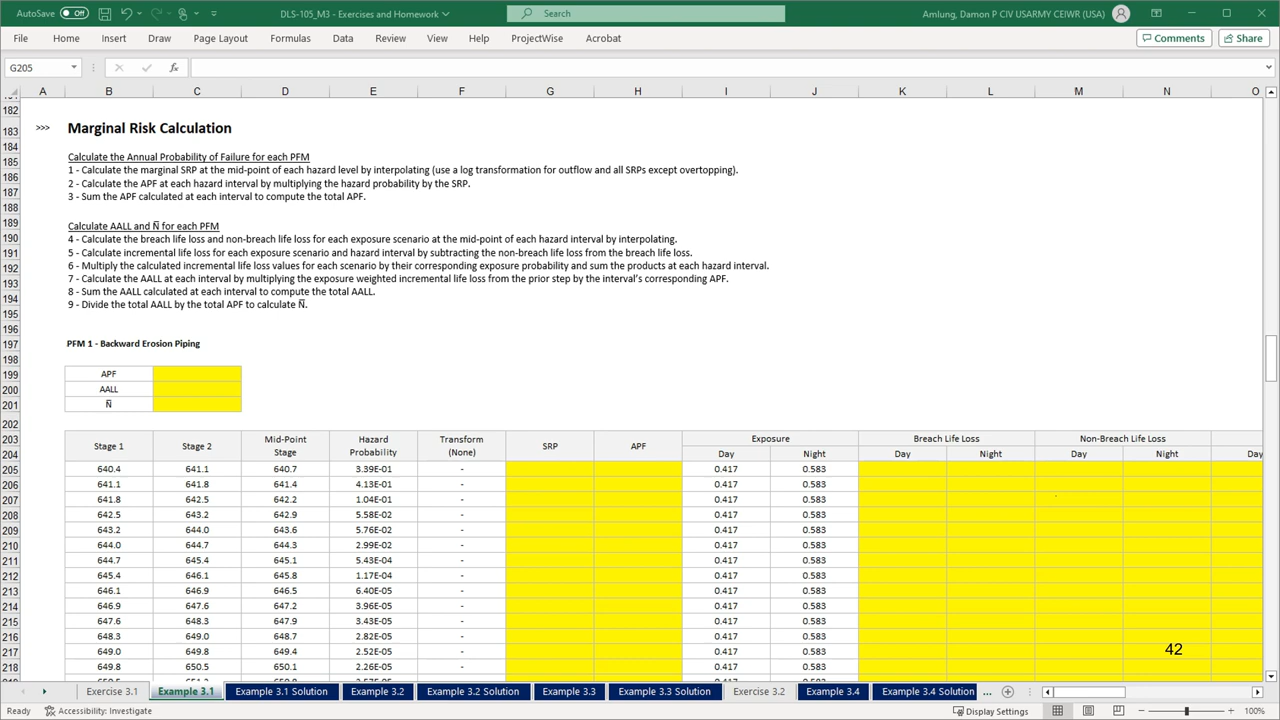 AutoSave Off DLS-105_M3 - Exercises and Homework Search Amlung, Damon P CIV USARMY CEIWR (USA)
File Home Insert Draw Page Layout Formulas Data Review View Help ProjectWise Acrobat Comments Share
G205 fx
A B C D E F G H I J K L M N O
182
183 >>> Marginal Risk Calculation
184
185 Calculate the Annual Probability of Failure for each PFM
186 1 - Calculate the marginal SRP at the mid-point of each hazard level by interpolating (use a log transformation for outflow and all SRPs except overtopping).
187 2 - Calculate the APF at each hazard interval by multiplying the hazard probability by the SRP.
188 3 - Sum the APF calculated at each interval to compute the total APF.
189
190 Calculate AALL and N̄ for each PFM
191 4 - Calculate the breach life loss and non-breach life loss for each exposure scenario at the mid-point of each hazard interval by interpolating.
192 5 - Calculate incremental life loss for each exposure scenario and hazard interval by subtracting the non-breach life loss from the breach life loss.
193 6 - Multiply the calculated incremental life loss values for each scenario by their corresponding exposure probability and sum the products at each hazard interval.
194 7 - Calculate the AALL at each interval by multiplying the exposure weighted incremental life loss from the prior step by the interval's corresponding APF.
195 8 - Sum the AALL calculated at each interval to compute the total AALL.
196 9 - Divide the total AALL by the total APF to calculate N̄.
197 PFM 1 - Backward Erosion Piping
198
199 APF
200 AALL
201 N̄
202
203 Stage 1 Stage 2 Mid-Point Stage Hazard Probability Transform (None) SRP APF Exposure Breach Life Loss Non-Breach Life Loss
204 Day Night Day Night Day Night Day
205 640.4 641.1 640.7 3.39E-01 - 0.417 0.583
206 641.1 641.8 641.4 4.13E-01 - 0.417 0.583
207 641.8 642.5 642.2 1.04E-01 - 0.417 0.583
208 642.5 643.2 642.9 5.58E-02 - 0.417 0.583
209 643.2 644.0 643.6 5.76E-02 - 0.417 0.583
210 644.0 644.7 644.3 2.99E-02 - 0.417 0.583
211 644.7 645.4 645.1 5.43E-04 - 0.417 0.583
212 645.4 646.1 645.8 1.17E-04 - 0.417 0.583
213 646.1 646.9 646.5 6.40E-05 - 0.417 0.583
214 646.9 647.6 647.2 3.96E-05 - 0.417 0.583
215 647.6 648.3 647.9 3.43E-05 - 0.417 0.583
216 648.3 649.0 648.7 2.82E-05 - 0.417 0.583
217 649.0 649.8 649.4 2.52E-05 - 0.417 0.583 42
218 649.8 650.5 650.1 2.26E-05 - 0.417 0.583
Exercise 3.1 Example 3.1 Example 3.1 Solution Example 3.2 Example 3.2 Solution Example 3.3 Example 3.3 Solution Exercise 3.2 Example 3.4 Example 3.4 Solution ...
Ready Accessibility: Investigate Display Settings 100%